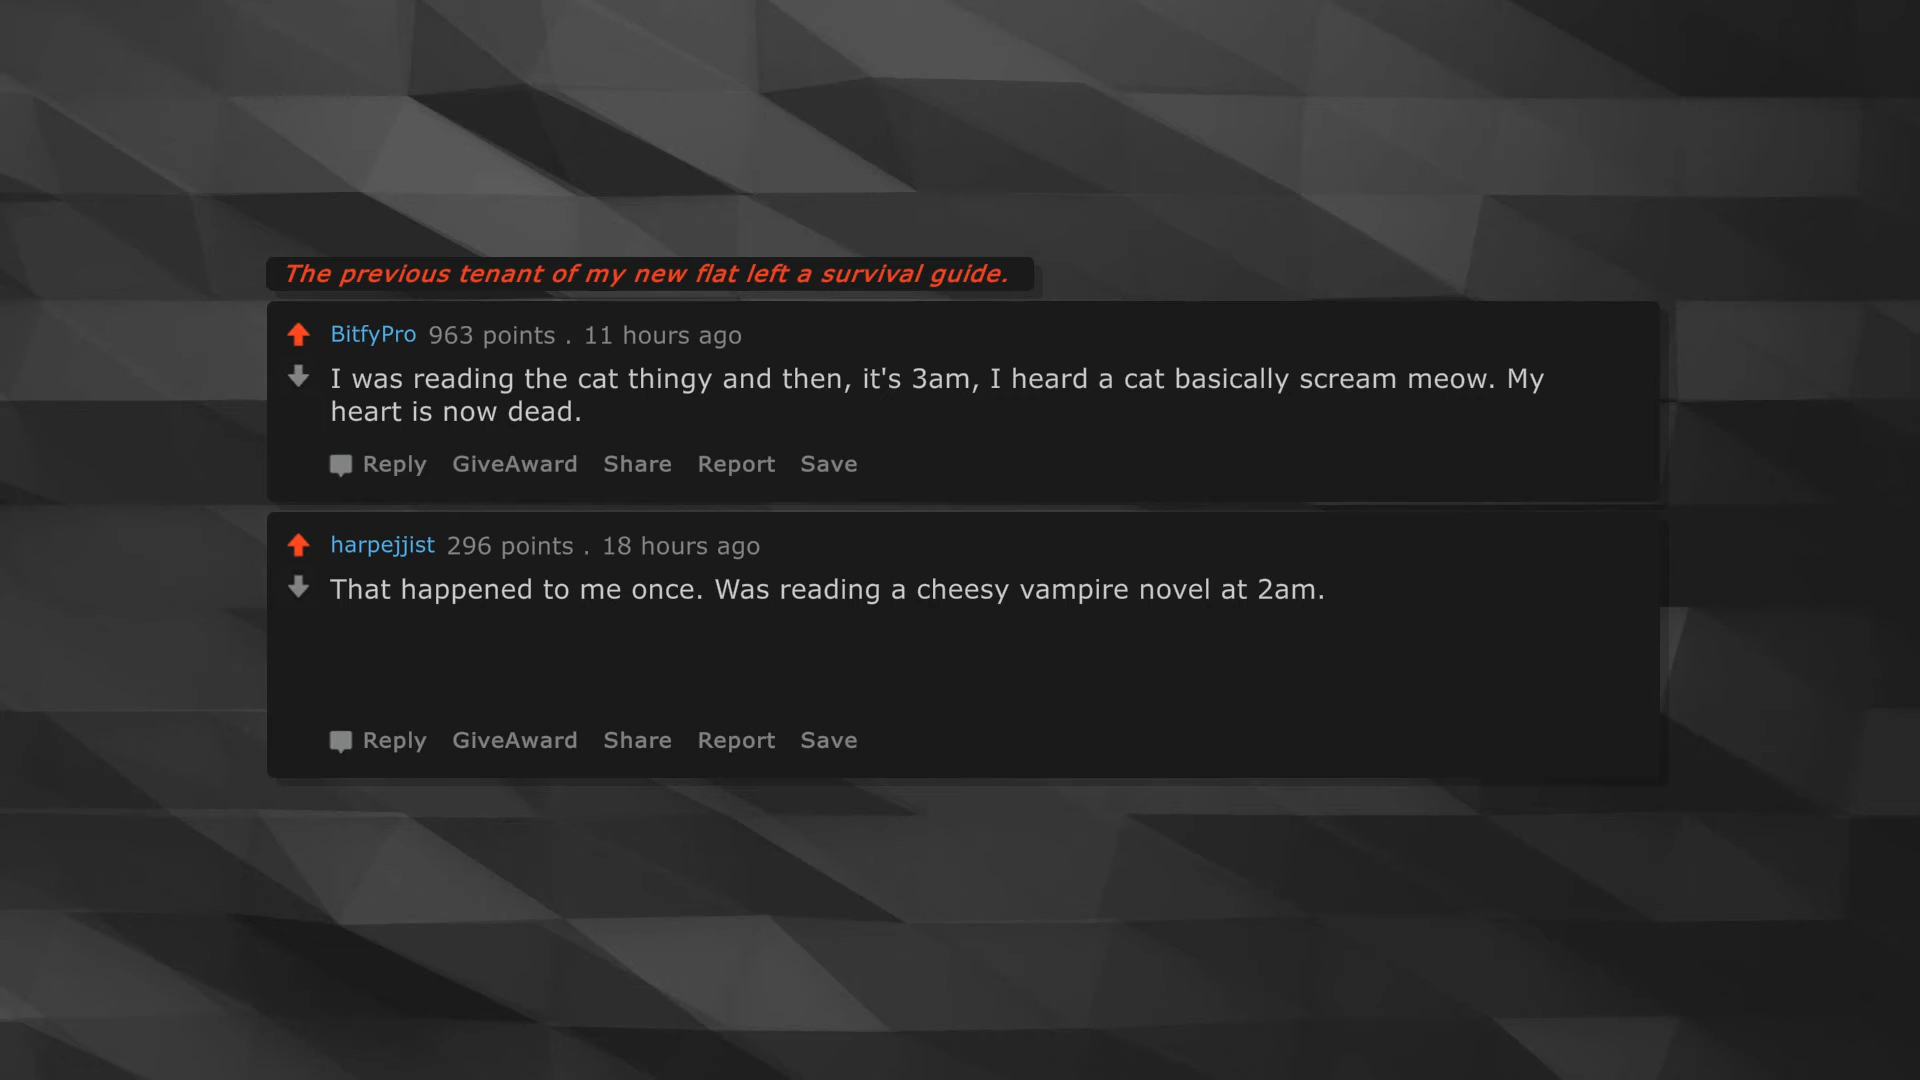 The previous tenant of my new flat left a survival guide.
BitfyPro 963 points . 11 hours ago
I was reading the cat thingy and then, it's 3am, I heard a cat basically scream meow. My
heart is now dead.
Reply GiveAward Share Report Save
harpejjist 296 points . 18 hours ago
That happened to me once. Was reading a cheesy vampire novel at 2am.
Reply GiveAward Share Report Save